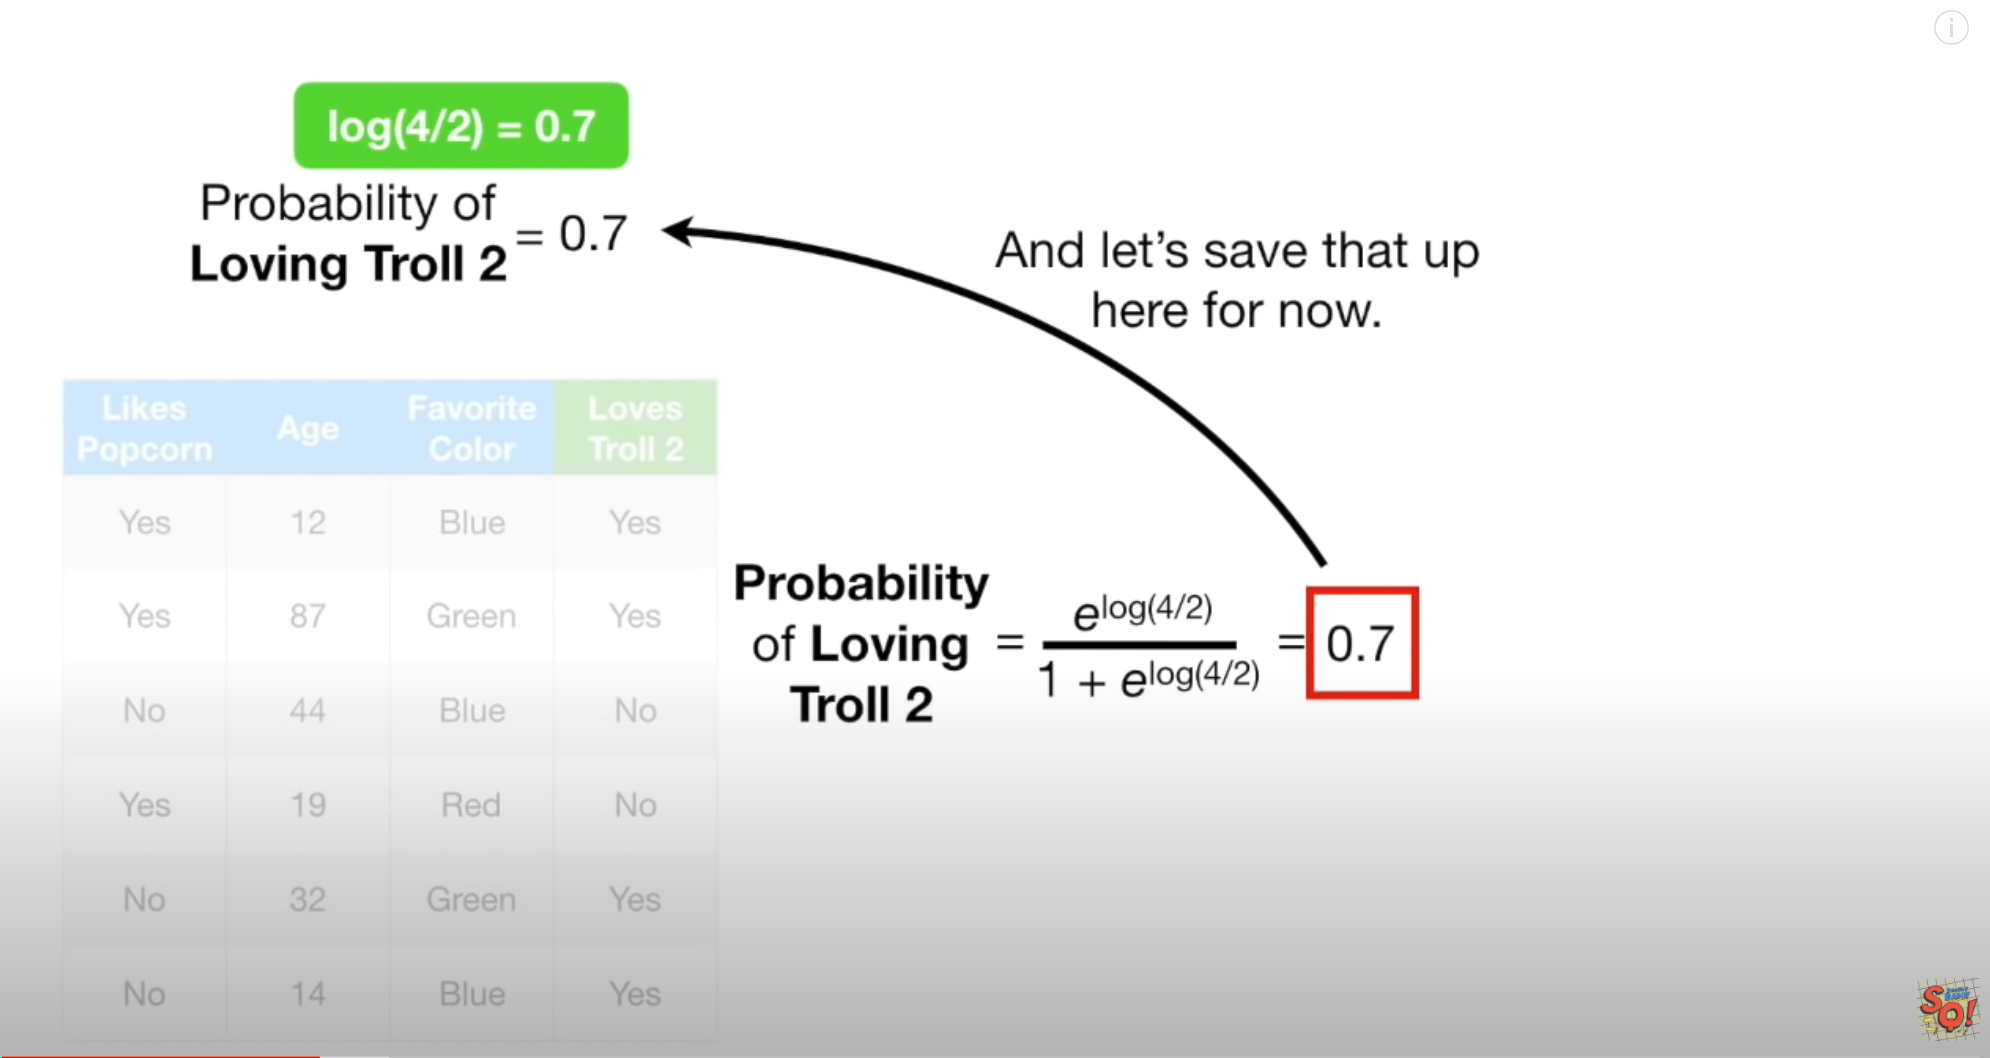 log(4/2) = 0.7
Probability of
Loving Troll 2 = 0.7
And let's save that up
here for now.
Likes Popcorn Age Favorite Color Loves Troll 2
Yes 12 Blue Yes
Yes 87 Green Yes
No 44 Blue No
Yes 19 Red No
No 32 Green Yes
No 14 Blue Yes
Probability
of Loving
Troll 2
= e^log(4/2) / 1 + e^log(4/2) = 0.7
SQ!